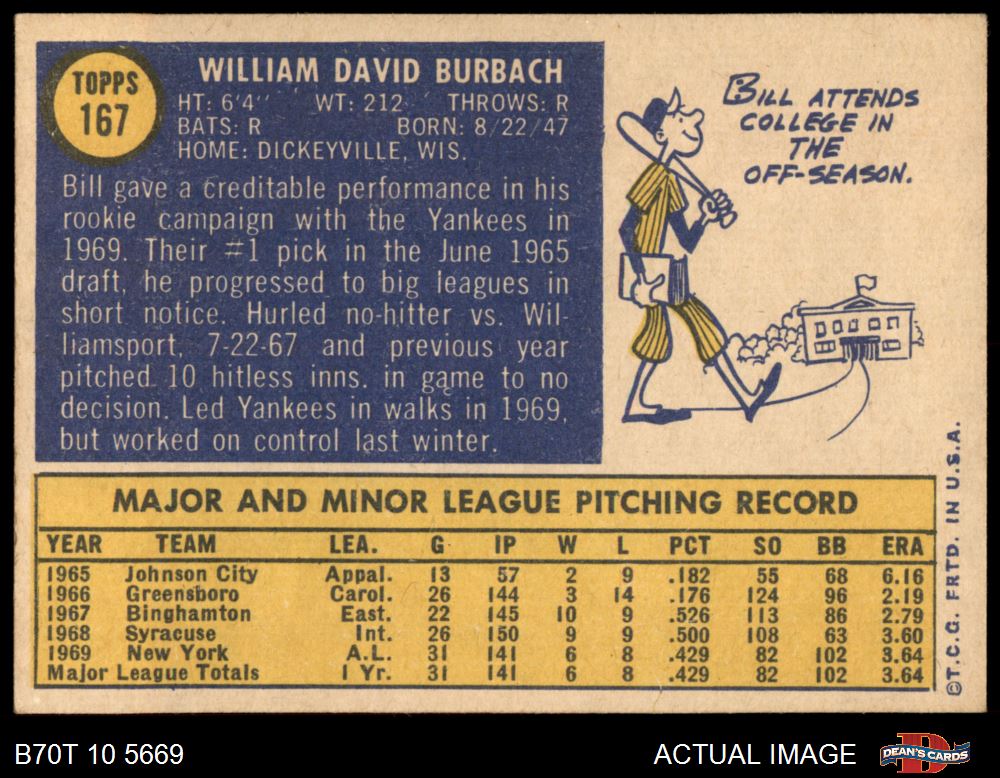 TOPPS
167
WILLIAM DAVID BURBACH
HT: 6'4'' WT: 212 THROWS: R
BATS: R BORN: 8/22/47
HOME: DICKEYVILLE, WIS.
Bill gave a creditable performance in his
rookie campaign with the Yankees in
1969. Their #1 pick in the June 1965
draft, he progressed to big leagues in
short notice. Hurled no-hitter vs. Wil-
liamsport, 7-22-67 and previous year
pitched 10 hitless inns. in game to no
decision. Led Yankees in walks in 1969,
but worked on control last winter.
BILL ATTENDS
COLLEGE IN
THE
OFF-SEASON.
MAJOR AND MINOR LEAGUE PITCHING RECORD
YEAR TEAM LEA. G IP W L PCT SO BB ERA
1965 Johnson City Appal. 13 57 2 9 .182 55 68 6.16
1966 Greensboro Carol. 26 144 3 14 .176 124 96 2.19
1967 Binghamton East. 22 145 10 9 .526 113 86 2.79
1968 Syracuse Int. 26 150 9 9 .500 108 63 3.60
1969 New York A.L. 31 141 6 8 .429 82 102 3.64
Major League Totals 1 Yr. 31 141 6 8 .429 82 102 3.64
©T.C.G. PRTD. IN U.S.A.
B70T 10 5669
ACTUAL IMAGE
DEAN'S CARDS